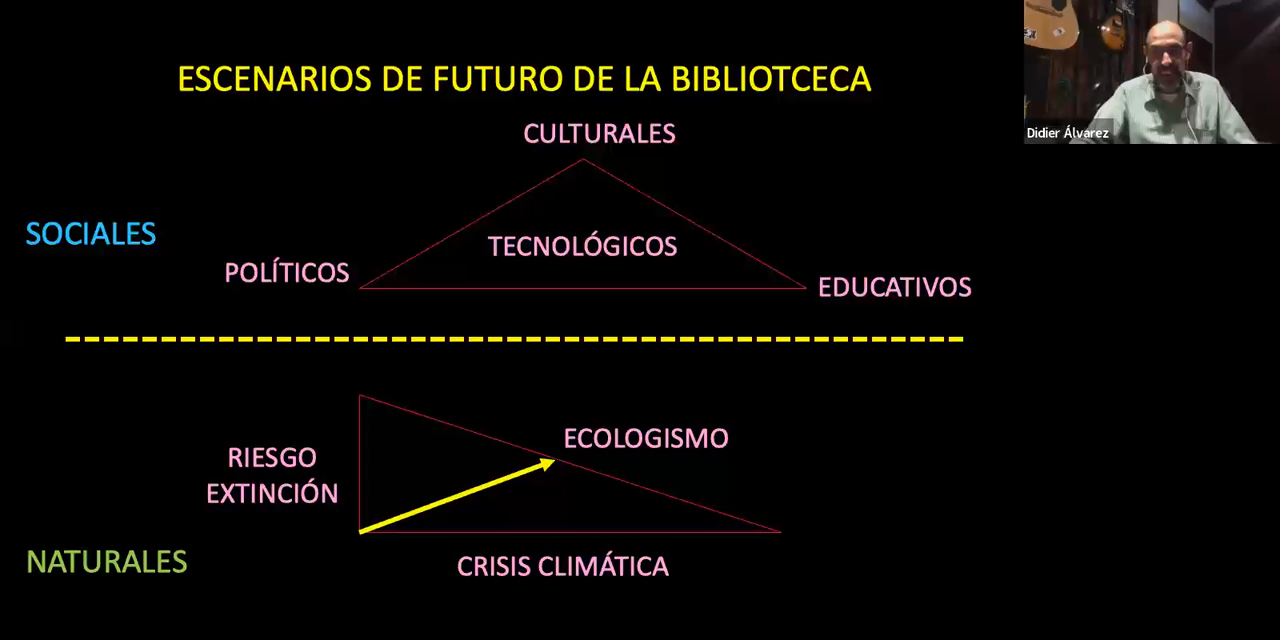 ESCENARIOS DE FUTURO DE LA BIBLIOTCECA
Didier Álvarez
CULTURALES
SOCIALES
TECNOLÓGICOS
POLÍTICOS
EDUCATIVOS
ECOLOGISMO
RIESGO
EXTINCIÓN
NATURALES
CRISIS CLIMÁTICA